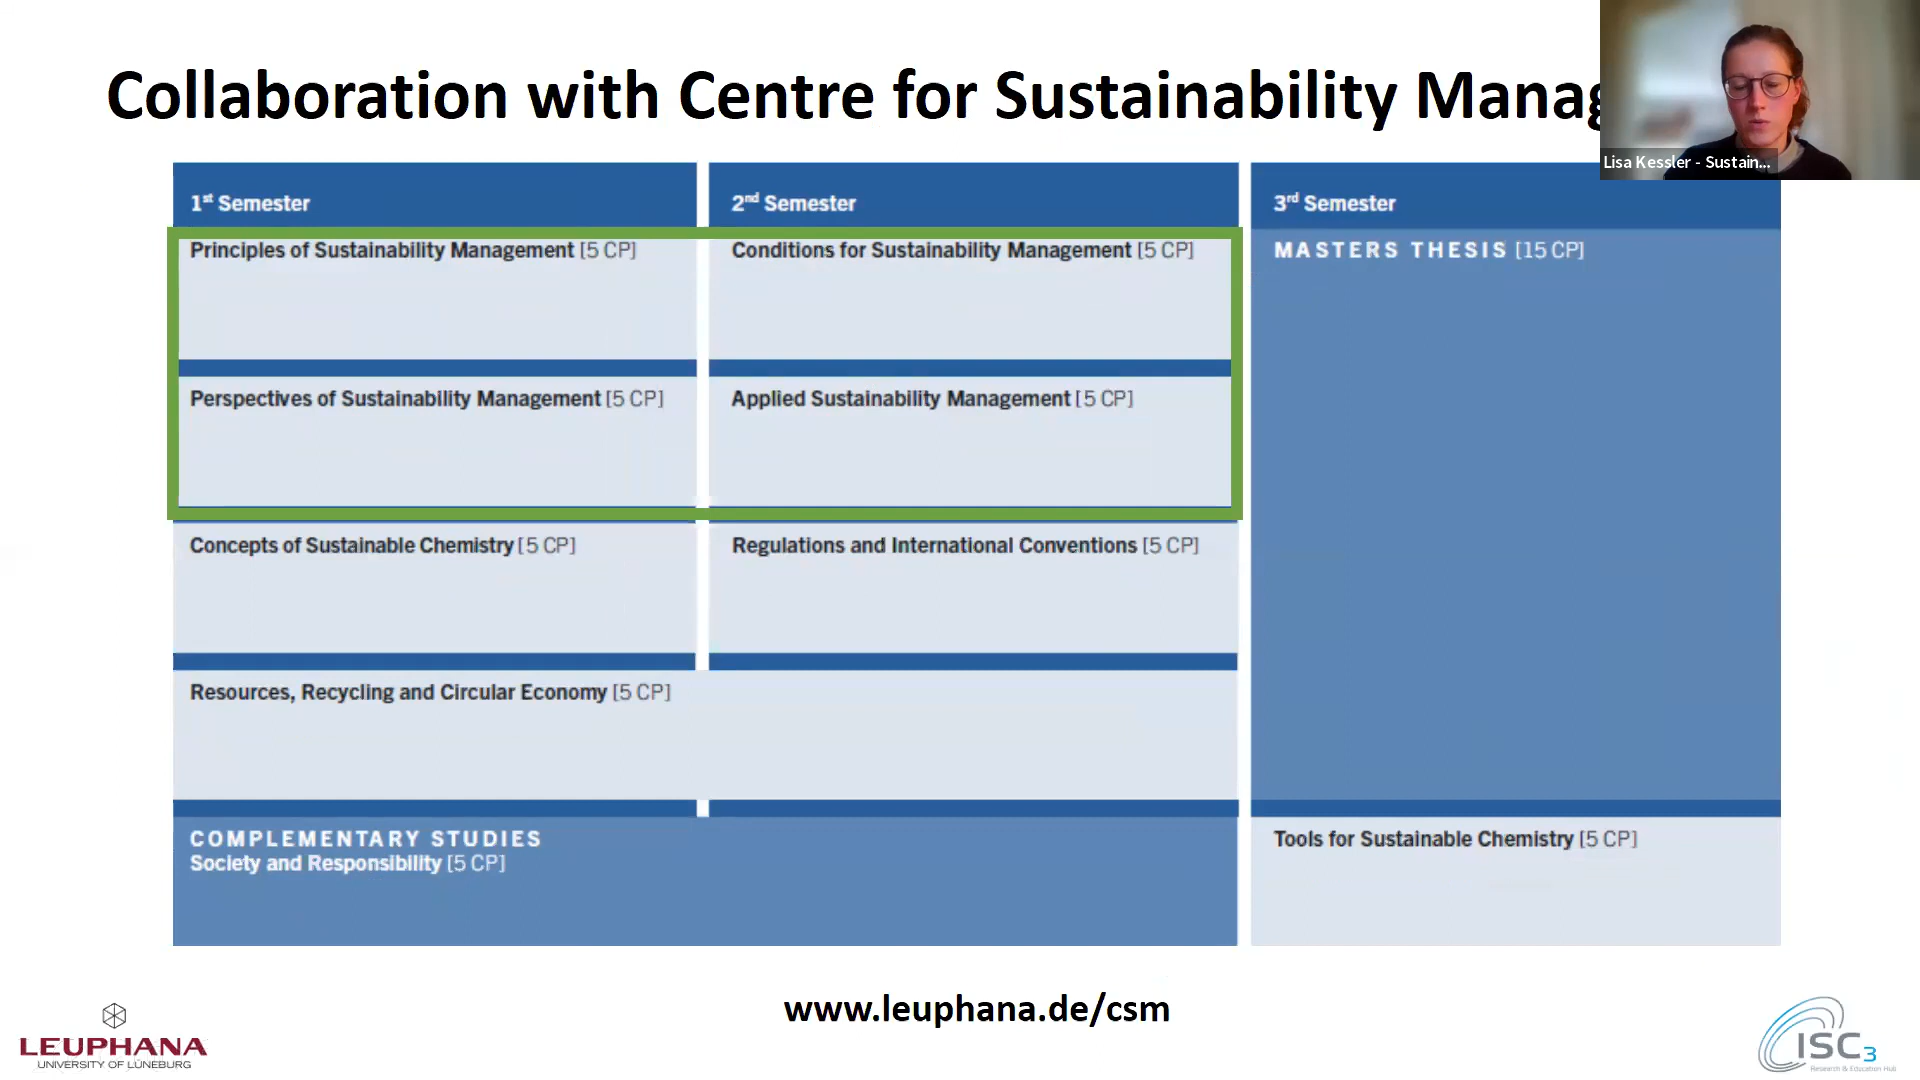 Collaboration with Centre for Sustainability Manag
Lisa Kessler - Sustain...
1st Semester
2nd Semester
3rd Semester
Principles of Sustainability Management [5 CP]
Conditions for Sustainability Management [5 CP]
MASTERS THESIS [15 CP]
Perspectives of Sustainability Management [5 CP]
Applied Sustainability Management [5 CP]
Concepts of Sustainable Chemistry [5 CP]
Regulations and International Conventions [5 CP]
Resources, Recycling and Circular Economy [5 CP]
COMPLEMENTARY STUDIES
Society and Responsibility [5 CP]
Tools for Sustainable Chemistry [5 CP]
www.leuphana.de/csm
LEUPHANA
UNIVERSITY OF LÜNEBURG
ISC3
Research & Education Hub